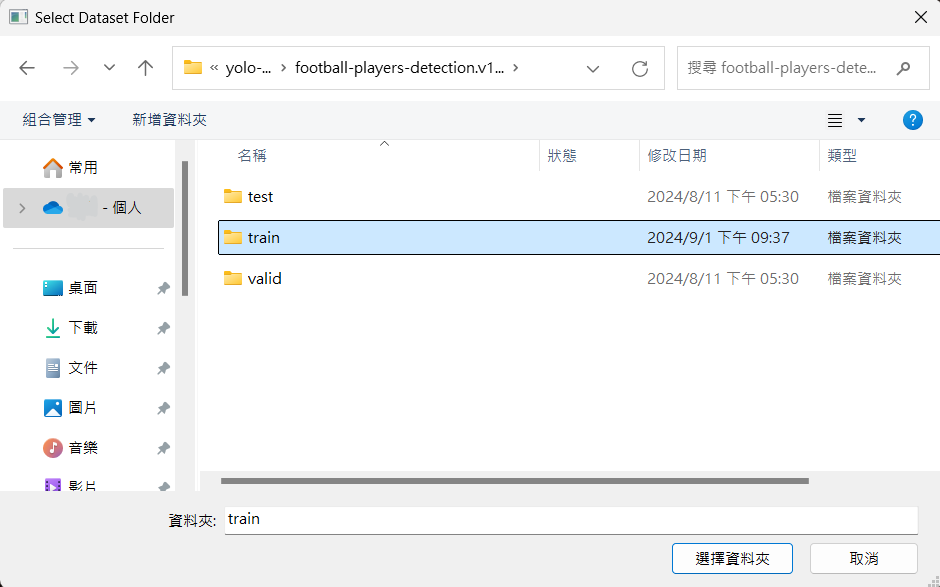 Select Dataset Folder
« yolo-... › football-players-detection.v1... ›
搜尋 football-players-dete...
組合管理 新增資料夾
名稱 狀態 修改日期 類型
常用
- 個人
桌面
下載
文件
圖片
音樂
影片
test 2024/8/11 下午 05:30 檔案資料夾
train 2024/9/1 下午 09:37 檔案資料夾
valid 2024/8/11 下午 05:30 檔案資料夾
資料夾: train
選擇資料夾 取消